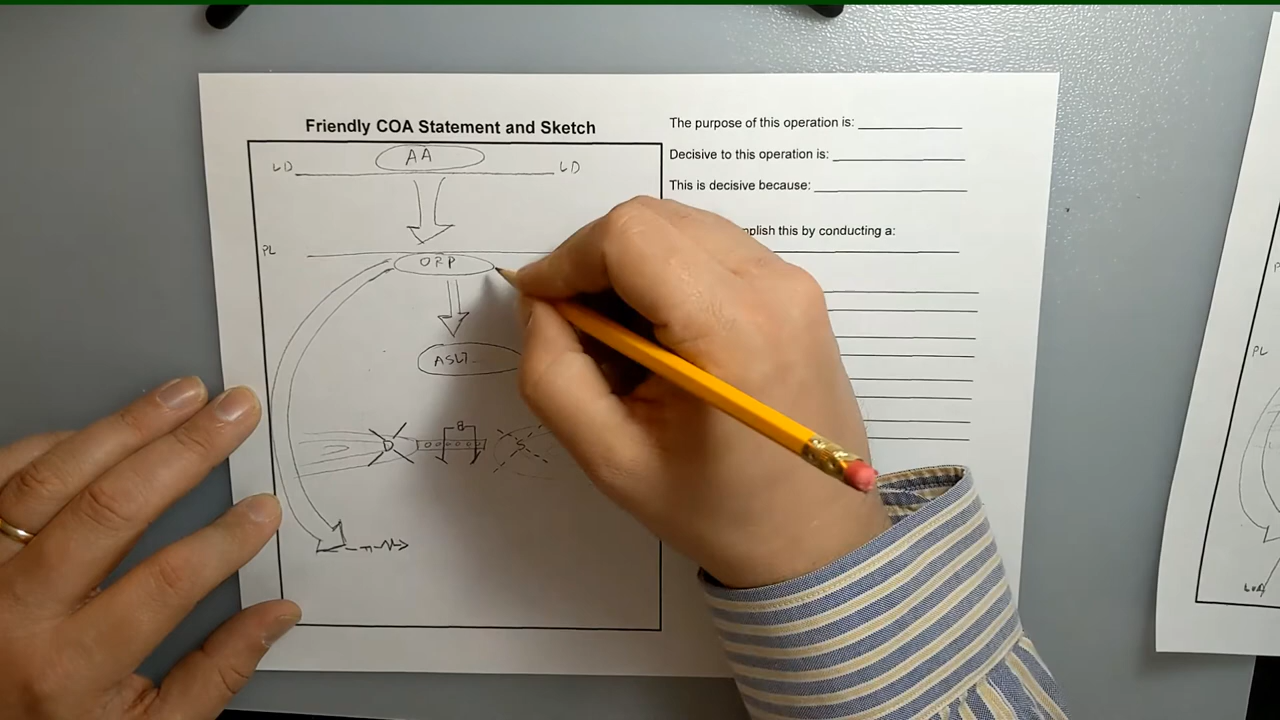 Friendly COA Statement and Sketch
The purpose of this operation is:
Decisive to this operation is:
This is decisive because:
plish this by conducting a:
LD AA LD
PL
ORP
ASLT
D B S
PL